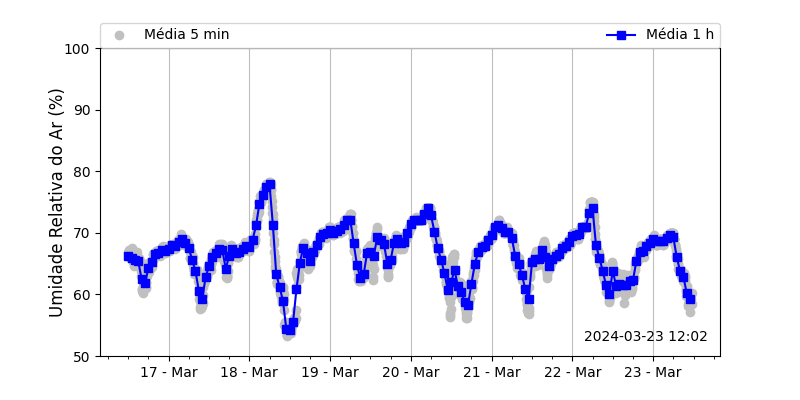 Média 5 min
Média 1 h
Umidade Relativa do Ar (%)
100
90
80
70
60
50
2024-03-23 12:02
17 - Mar
18 - Mar
19 - Mar
20 - Mar
21 - Mar
22 - Mar
23 - Mar